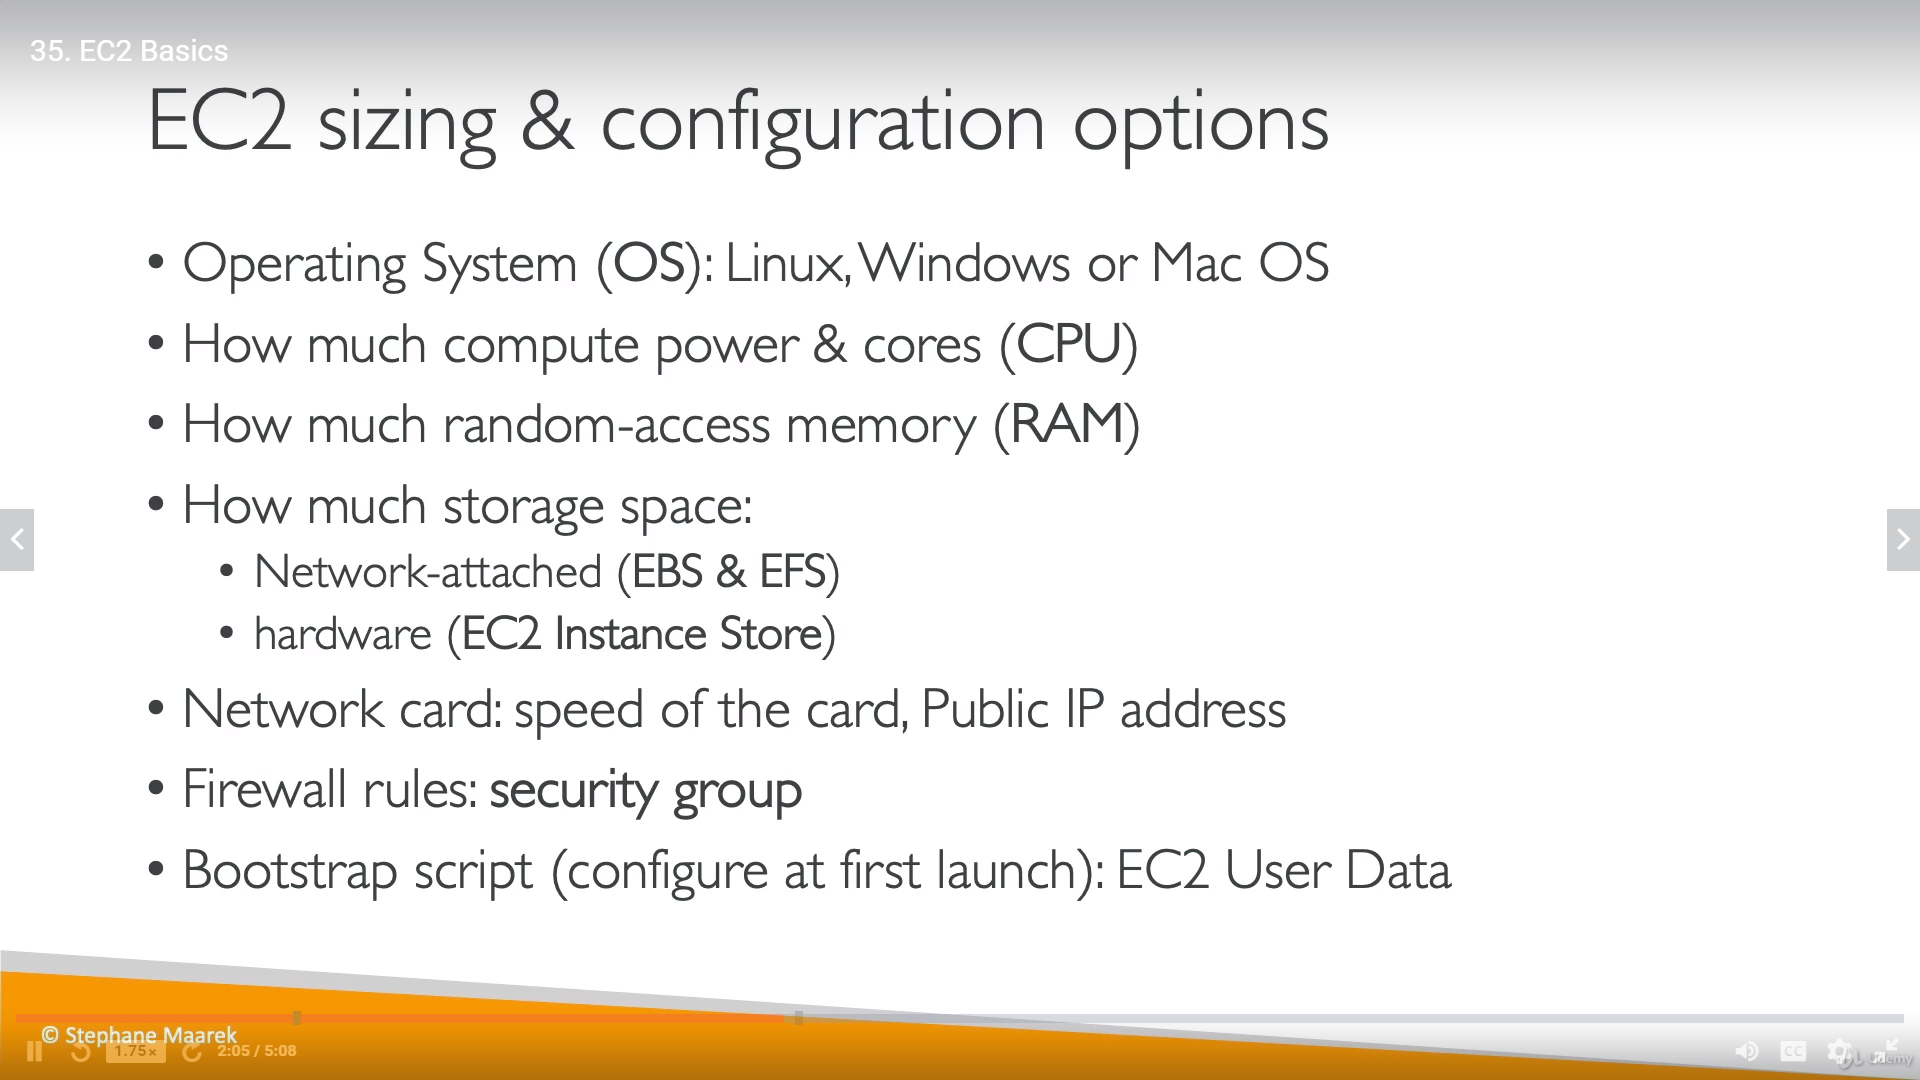 35. EC2 Basics
EC2 sizing & configuration options
• Operating System (OS): Linux, Windows or Mac OS
• How much compute power & cores (CPU)
• How much random-access memory (RAM)
• How much storage space:
• Network-attached (EBS & EFS)
• hardware (EC2 Instance Store)
• Network card: speed of the card, Public IP address
• Firewall rules: security group
• Bootstrap script (configure at first launch): EC2 User Data
© Stephane Maarek
1.75x 2:05 / 5:08 CC Udemy